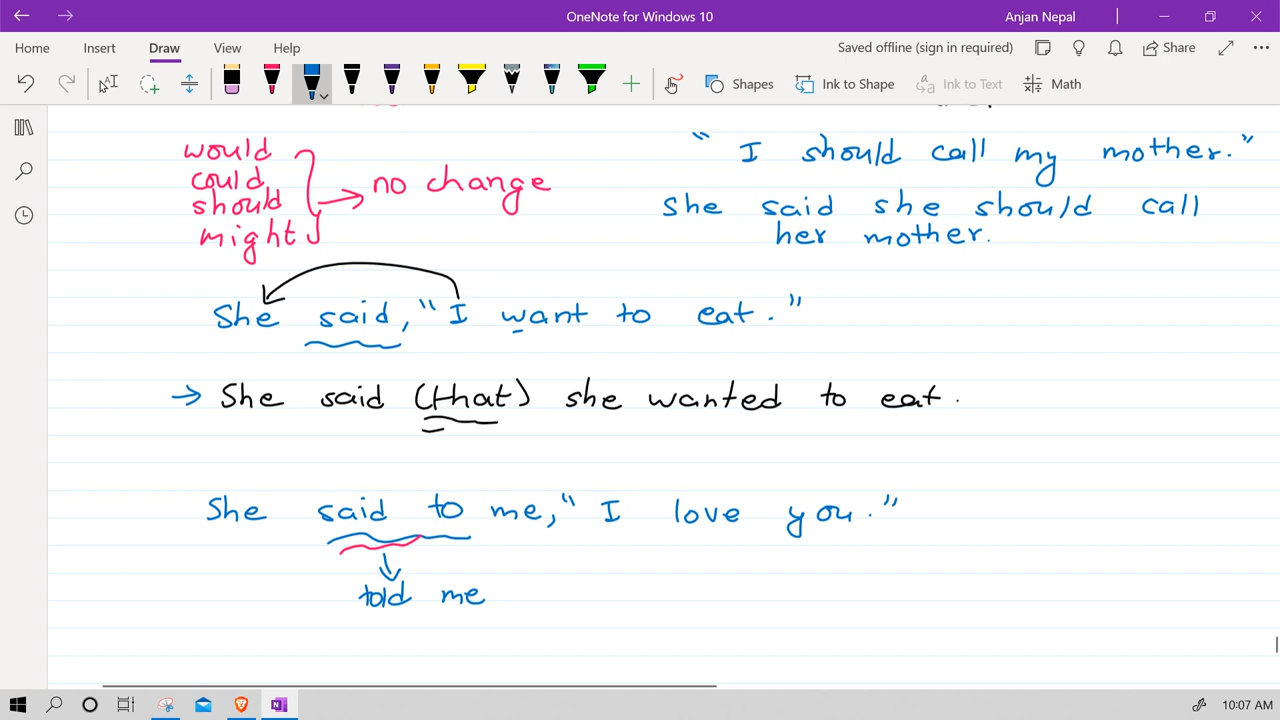 OneNote for Windows 10
Anjan Nepal
Home Insert Draw View Help
Saved offline (sign in required)
Share
Shapes
Ink to Shape
Ink to Text
Math
would
could
should
might
no change
" I should call my mother."
She said she should call
her mother.
She said, "I want to eat."
→ She said (that) she wanted to eat.
She said to me, "I love you."
told me
10:07 AM